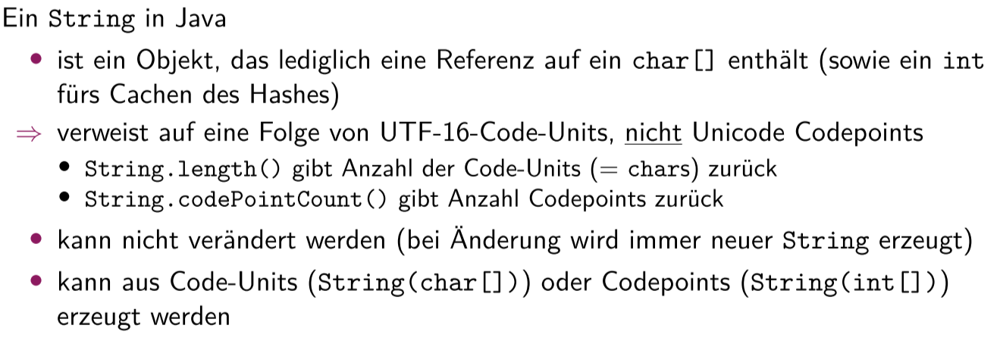 Ein String in Java
• ist ein Objekt, das lediglich eine Referenz auf ein char[] enthält (sowie ein int
fürs Cachen des Hashes)
⇒ verweist auf eine Folge von UTF-16-Code-Units, nicht Unicode Codepoints
• String.length() gibt Anzahl der Code-Units (= chars) zurück
• String.codePointCount() gibt Anzahl Codepoints zurück
• kann nicht verändert werden (bei Änderung wird immer neuer String erzeugt)
• kann aus Code-Units (String(char[])) oder Codepoints (String(int[]))
erzeugt werden